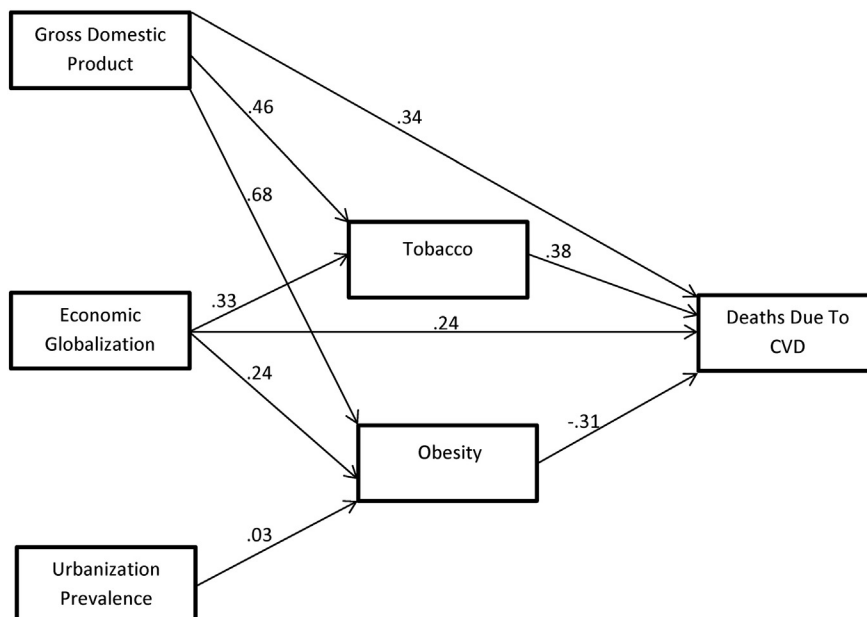 Gross Domestic
Product
.46
.34
.68
Tobacco
.38
.33
Economic
Globalization
.24
Deaths Due To
CVD
.24
-.31
Obesity
.03
Urbanization
Prevalence